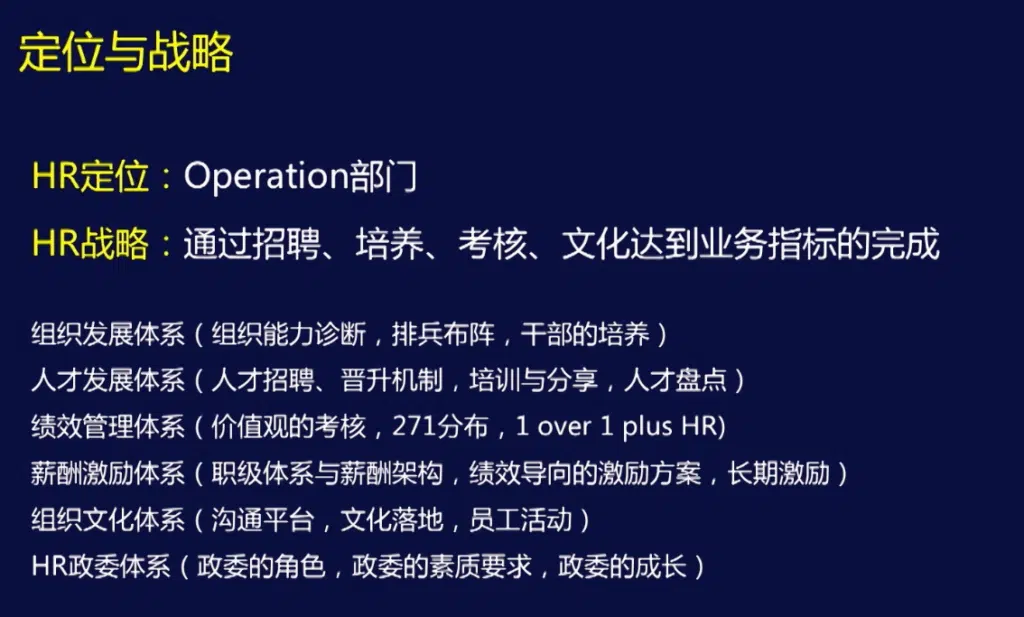 定位与战略
HR定位：Operation部门
HR战略：通过招聘、培养、考核、文化达到业务指标的完成
组织发展体系（组织能力诊断，排兵布阵，干部的培养）
人才发展体系（人才招聘、晋升机制，培训与分享，人才盘点）
绩效管理体系（价值观的考核，271分布，1 over 1 plus HR)
薪酬激励体系（职级体系与薪酬架构，绩效导向的激励方案，长期激励）
组织文化体系（沟通平台，文化落地，员工活动）
HR政委体系（政委的角色，政委的素质要求，政委的成长）